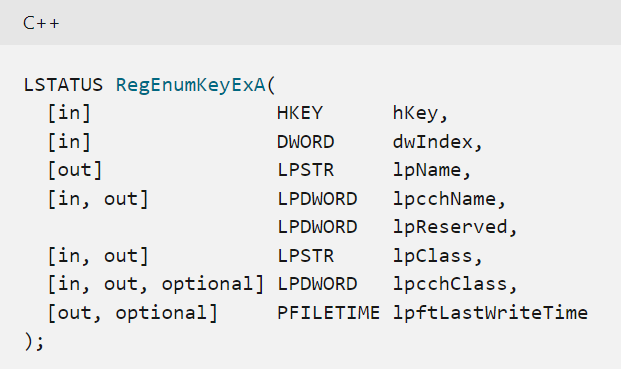 C++
LSTATUS RegEnumKeyExA(
  [in]                HKEY      hKey,
  [in]                DWORD     dwIndex,
  [out]               LPSTR     lpName,
  [in, out]           LPDWORD   lpcchName,
                      LPDWORD   lpReserved,
  [in, out]           LPSTR     lpClass,
  [in, out, optional] LPDWORD   lpcchClass,
  [out, optional]     PFILETIME lpftLastWriteTime
);